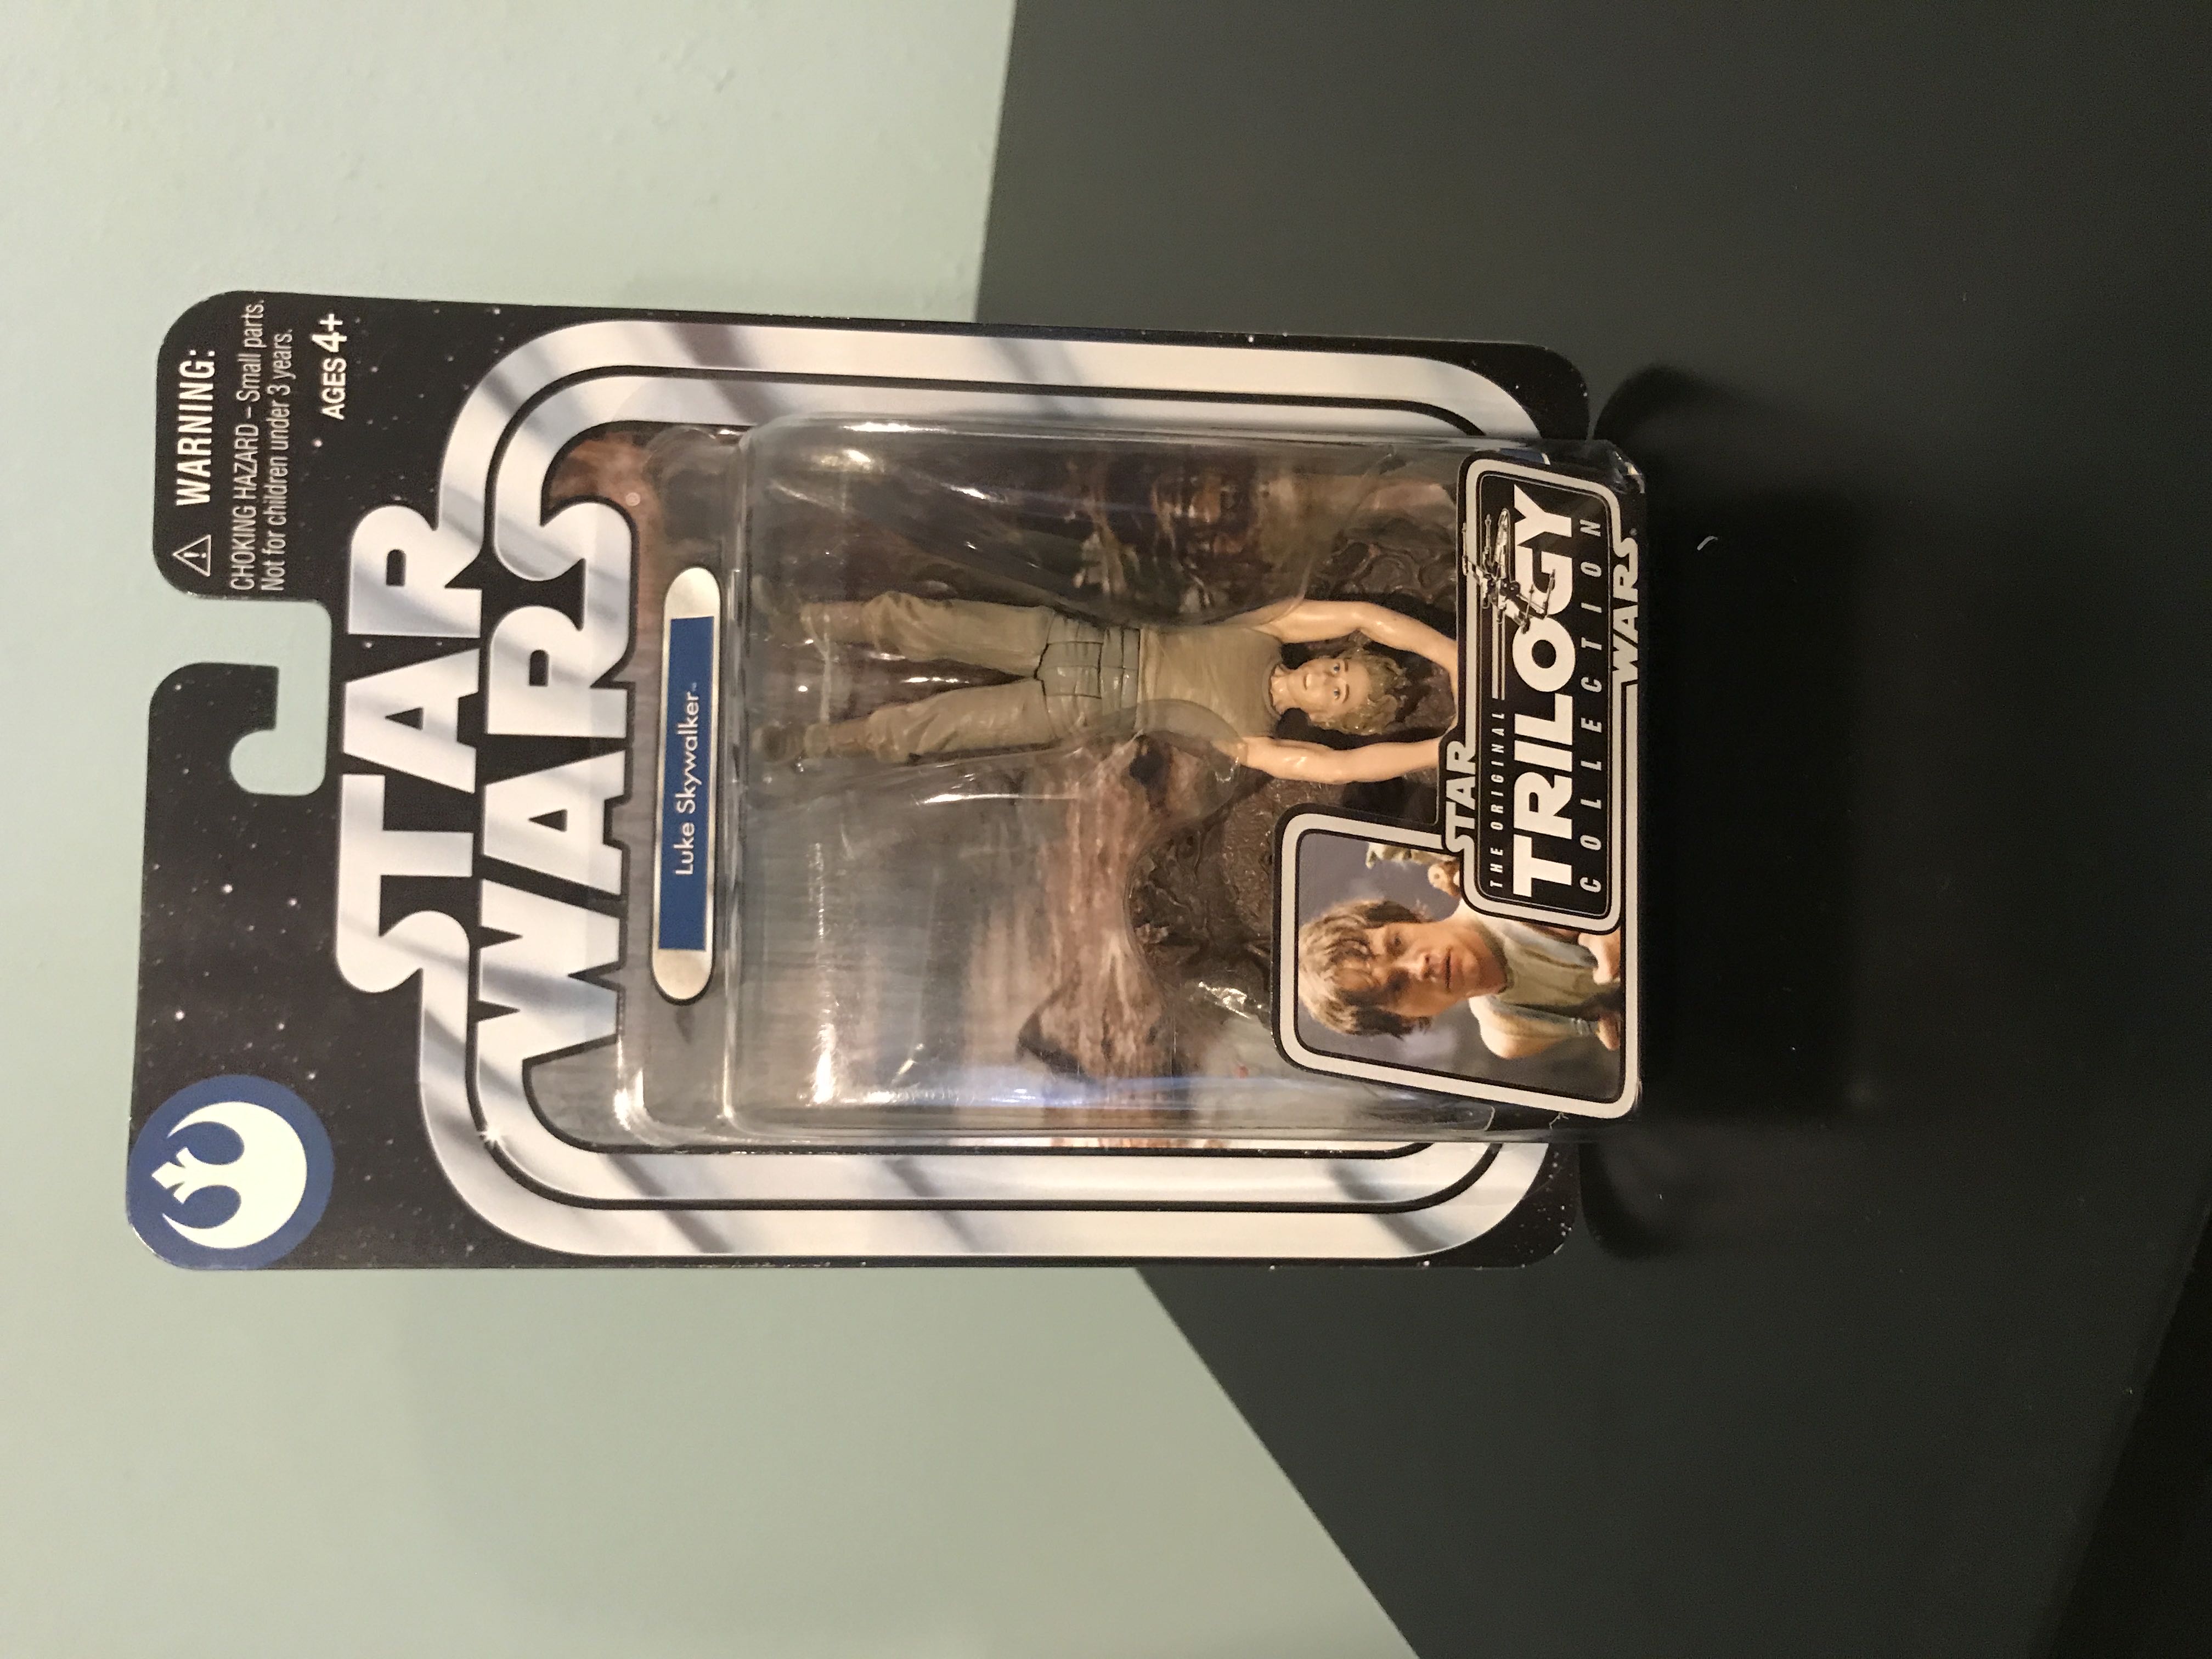 WARNING:
CHOKING HAZARD – Small parts.
Not for children under 3 years.
AGES 4+
STAR
WARS
Luke Skywalker™
STAR
THE ORIGINAL
TRILOGY
COLLECTION
WARS®